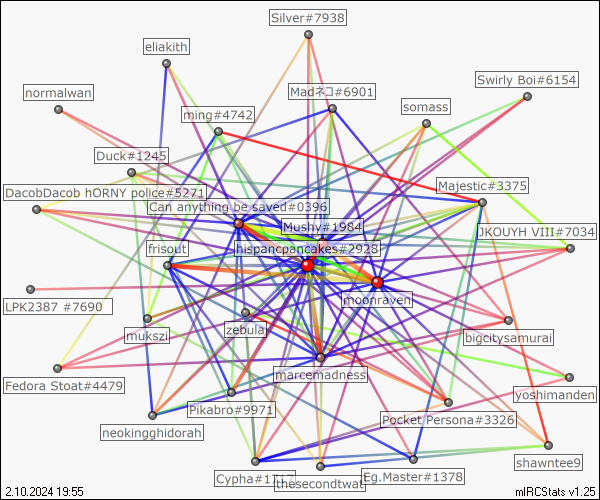 Silver#7938
eliakith
Swirly Boi#6154
normalwan
Madネコ#6901
somass
ming#4742
Duck#1245
Majestic#3375
DacobDacob hORNY police#5271
Can anything be saved#0396
Mushy#1984
JKOUYH VIII#7034
frisout
hispancpancakes#2928
moonraven
LPK2387 #7690
mukszi
zebula
bigcitysamurai
marcemadness
Fedora Stoat#4479
yoshimanden
Pikabro#9971
Pocket Persona#3326
neokingghidorah
shawntee9
Cypha#1717
thesecondtwat
Eg.Master#1378
2.10.2024 19:55
mIRCStats v1.25